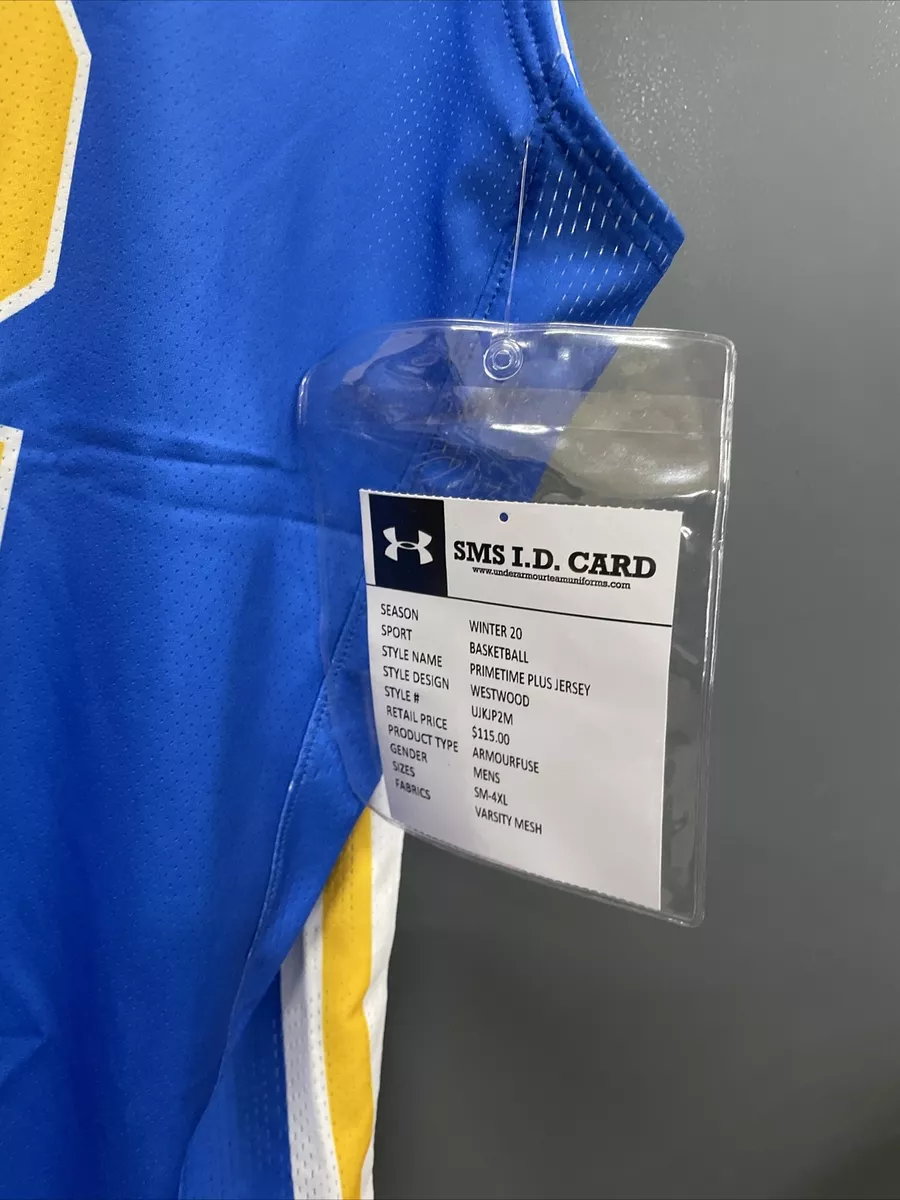 SMS I.D. CARD
www.underarmourteamuniforms.com
SEASON WINTER 20
SPORT BASKETBALL
STYLE NAME PRIMETIME PLUS JERSEY
STYLE DESIGN WESTWOOD
STYLE # UJKJP2M
RETAIL PRICE $115.00
PRODUCT TYPE ARMOURFUSE
GENDER MENS
SIZES SM-4XL
FABRICS VARSITY MESH